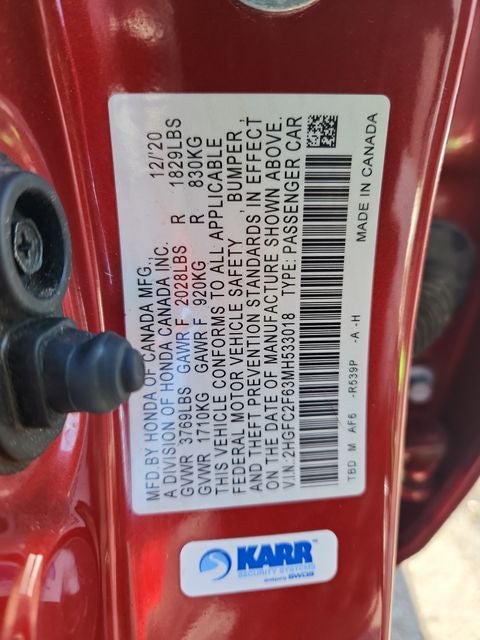 MFD.BY HONDA OF CANADA MFG., 12/'20
A DIVISION OF HONDA CANADA INC.
GVWR 3769LBS GAWR F 2028LBS R 1829LBS
GVWR 1710KG GAWR F 920KG R 830KG
THIS VEHICLE CONFORMS TO ALL APPLICABLE
FEDERAL MOTOR VEHICLE SAFETY, BUMPER,
AND THEFT PREVENTION STANDARDS IN EFFECT
ON THE DATE OF MANUFACTURE SHOWN ABOVE.
V.I.N. 2HGFC2F63MH533018 TYPE: PASSENGER CAR
TBD M AF6 -R539P -A -H MADE IN CANADA
KARR
SECURITY SYSTEMS